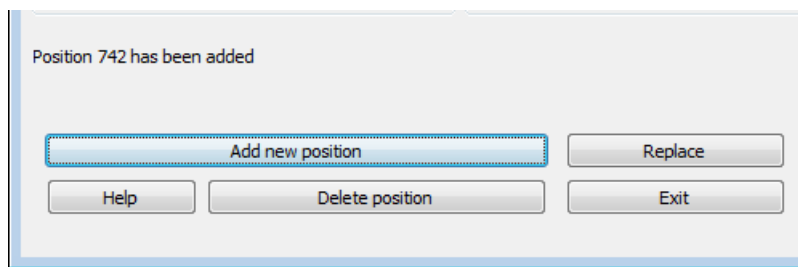 Position 742 has been added
Add new position
Replace
Help
Delete position
Exit